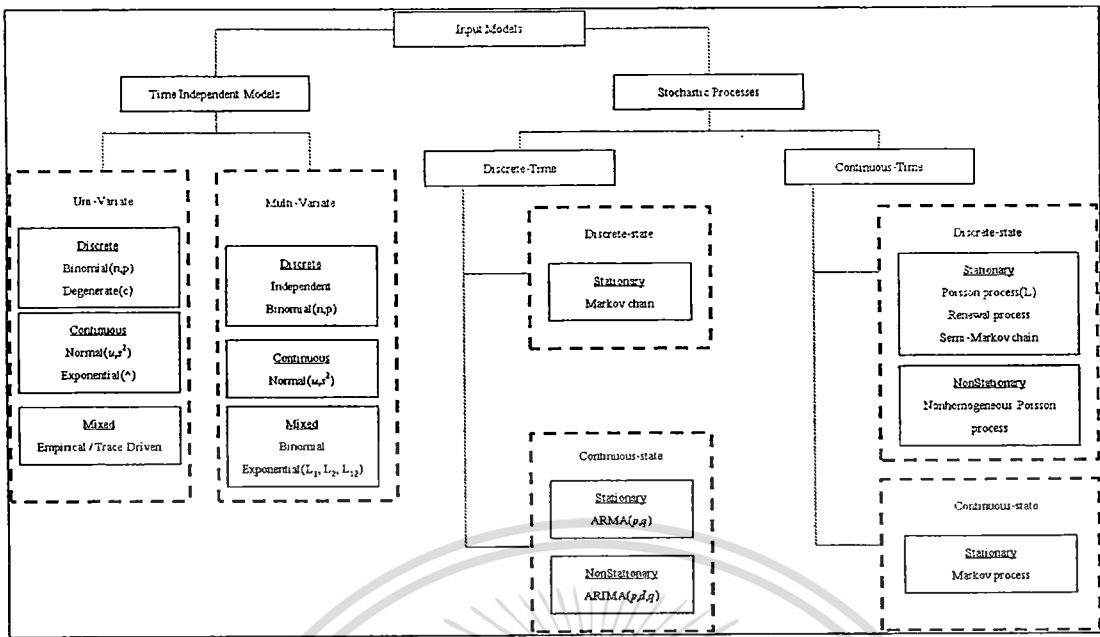 Input Models
Time Independent Models
Stochastic Processes
Discrete-Time
Continuous-Time
Uni-Variate
Discrete
Binomial(n,p)
Degenerate(c)
Continuous
Normal(u,s²)
Exponential(^)
Mixed
Empirical / Trace Driven
Multi-Variate
Discrete
Independent
Binomial(n,p)
Continuous
Normal(u,s²)
Mixed
Binomal
Exponential(L₁, L₂, L₁₂)
Discrete-state
Stationary
Markov chain
Continuous-state
Stationary
ARMA(p,q)
NonStationary
ARIMA(p,d,q)
Discrete-state
Stationary
Poisson process(L)
Renewal process
Semi-Markov chain
NonStationary
Nonhomogeneous Poisson
process
Continuous-state
Stationary
Markov process